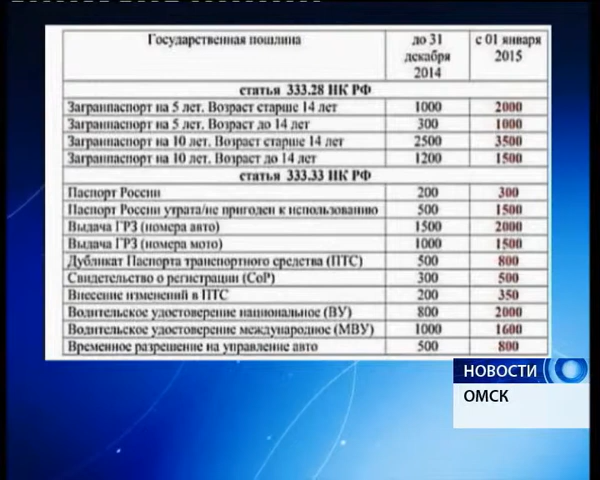 Государственная пошлина до 31 декабря 2014 с 01 января 2015
статья 333.28 НК РФ
Загранпаспорт на 5 лет. Возраст старше 14 лет 1000 2000
Загранпаспорт на 5 лет. Возраст до 14 лет 300 1000
Загранпаспорт на 10 лет. Возраст старше 14 лет 2500 3500
Загранпаспорт на 10 лет. Возраст до 14 лет 1200 1500
статья 333.33 НК РФ
Паспорт России 200 300
Паспорт России утрата/не пригоден к использованию 500 1500
Выдача ГРЗ (номера авто) 1500 2000
Выдача ГРЗ (номера мото) 1000 1500
Дубликат Паспорта транспортного средства (ПТС) 500 800
Свидетельство о регистрации (СоР) 300 500
Внесение изменений в ПТС 200 350
Водительское удостоверение национальное (ВУ) 800 2000
Водительское удостоверение международное (МВУ) 1000 1600
Временное разрешение на управление авто 500 800
НОВОСТИ
ОМСК